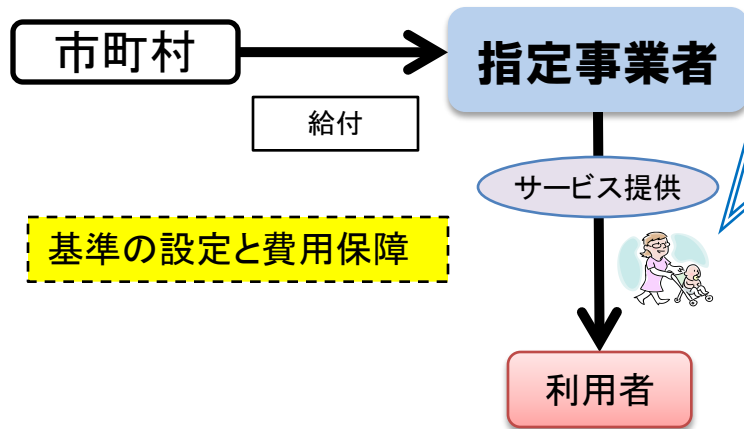 市町村
指定事業者
給付
サービス提供
基準の設定と費用保障
利用者